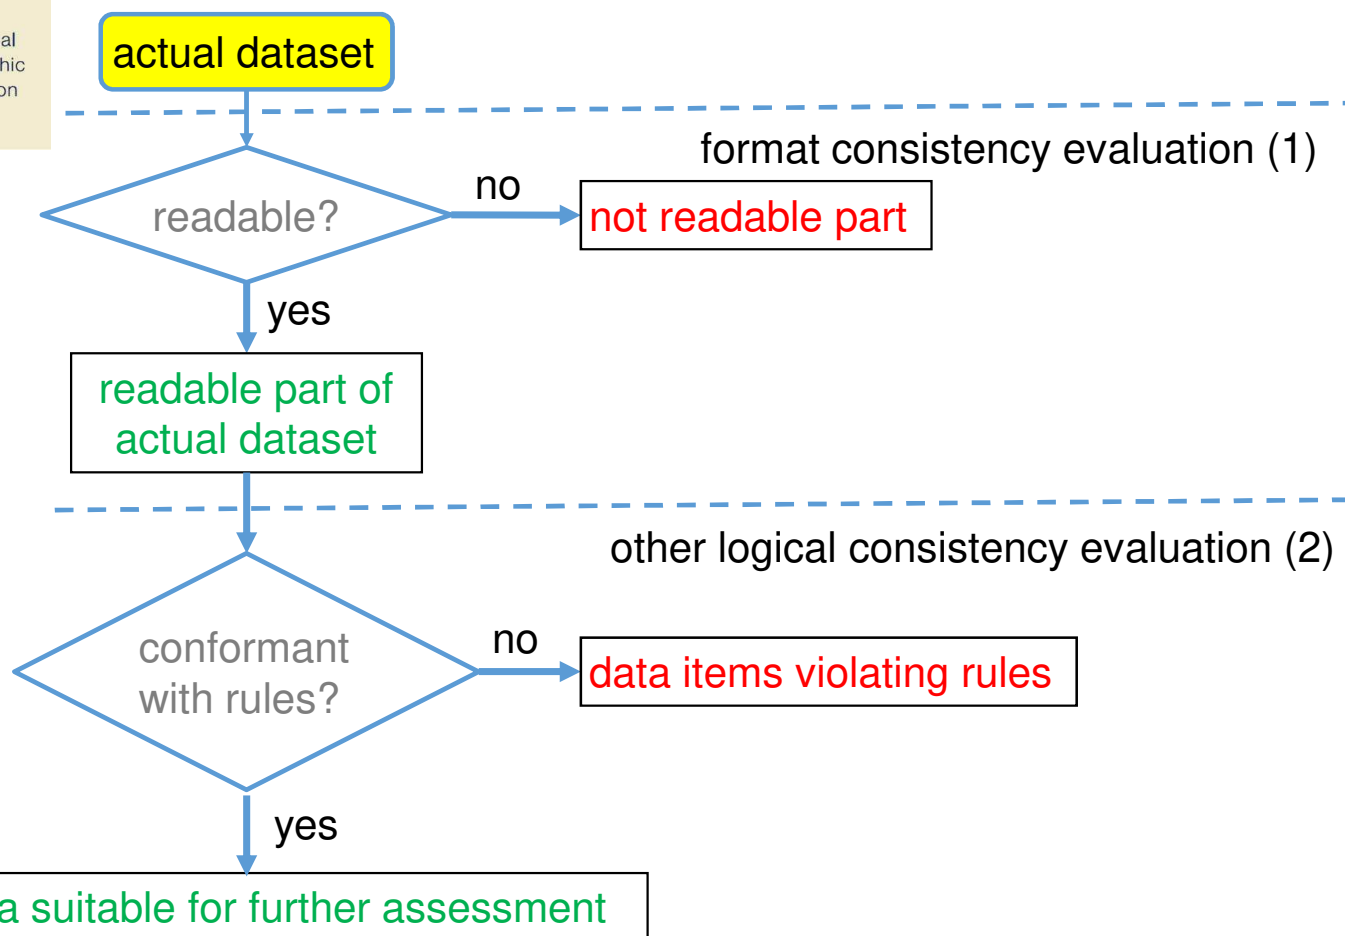 actual dataset
format consistency evaluation (1)
readable?
no
not readable part
yes
readable part of
actual dataset
other logical consistency evaluation (2)
conformant
with rules?
no
data items violating rules
yes
suitable for further assessment